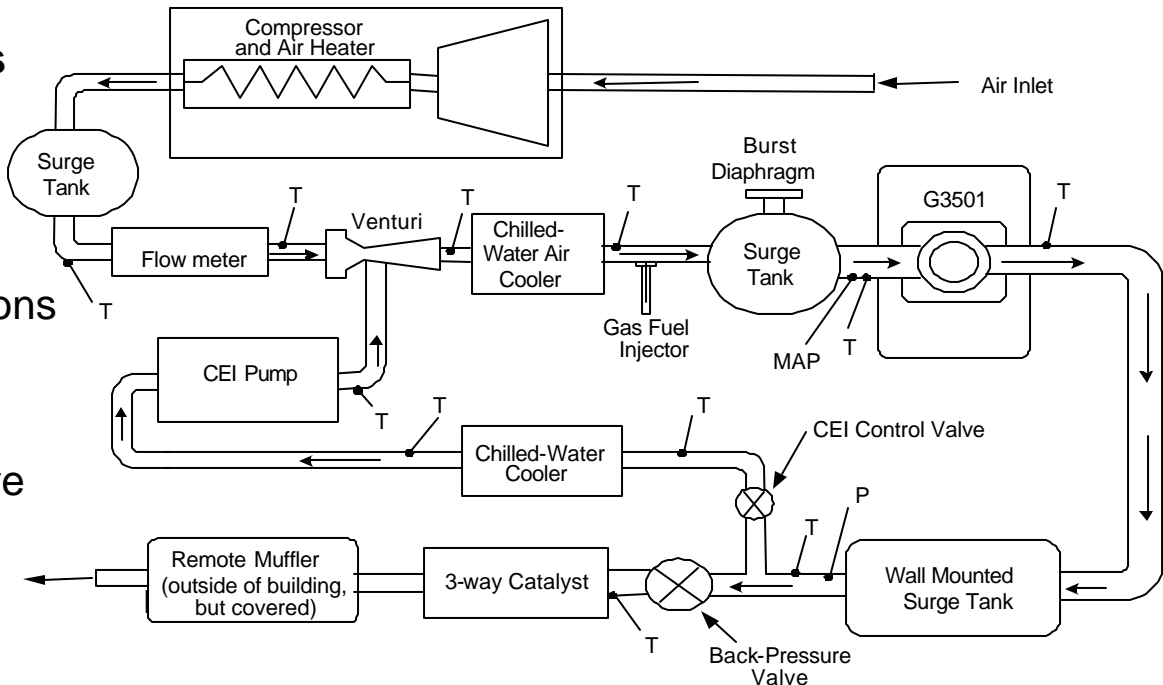 s
Compressor
and Air Heater
Air Inlet
Surge
Tank
Burst
Diaphragm
G3501
T
T
Venturi
T
T
Flow meter
Chilled-
Water Air
Cooler
Surge
Tank
ons
T
Gas Fuel
Injector
MAP
T
CEI Pump
T
T
T
CEI Control Valve
Chilled-Water
Cooler
ve
P
T
Remote Muffler
(outside of building,
but covered)
3-way Catalyst
Wall Mounted
Surge Tank
T
Back-Pressure
Valve